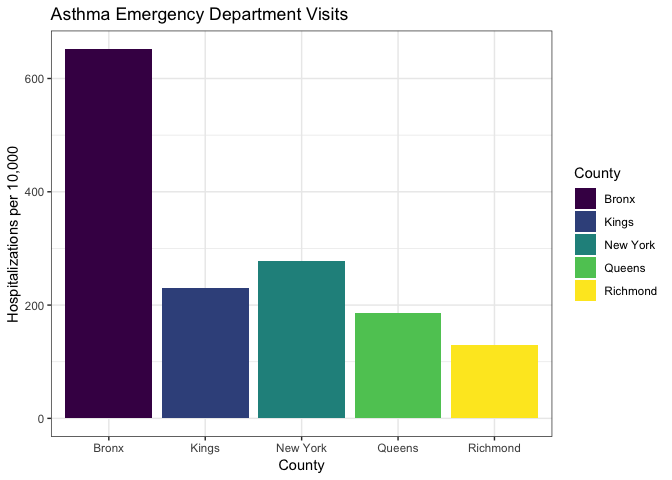 Asthma Emergency Department Visits
Hospitalizations per 10,000
600
400
200
0
Bronx Kings New York Queens Richmond
County
County
Bronx
Kings
New York
Queens
Richmond